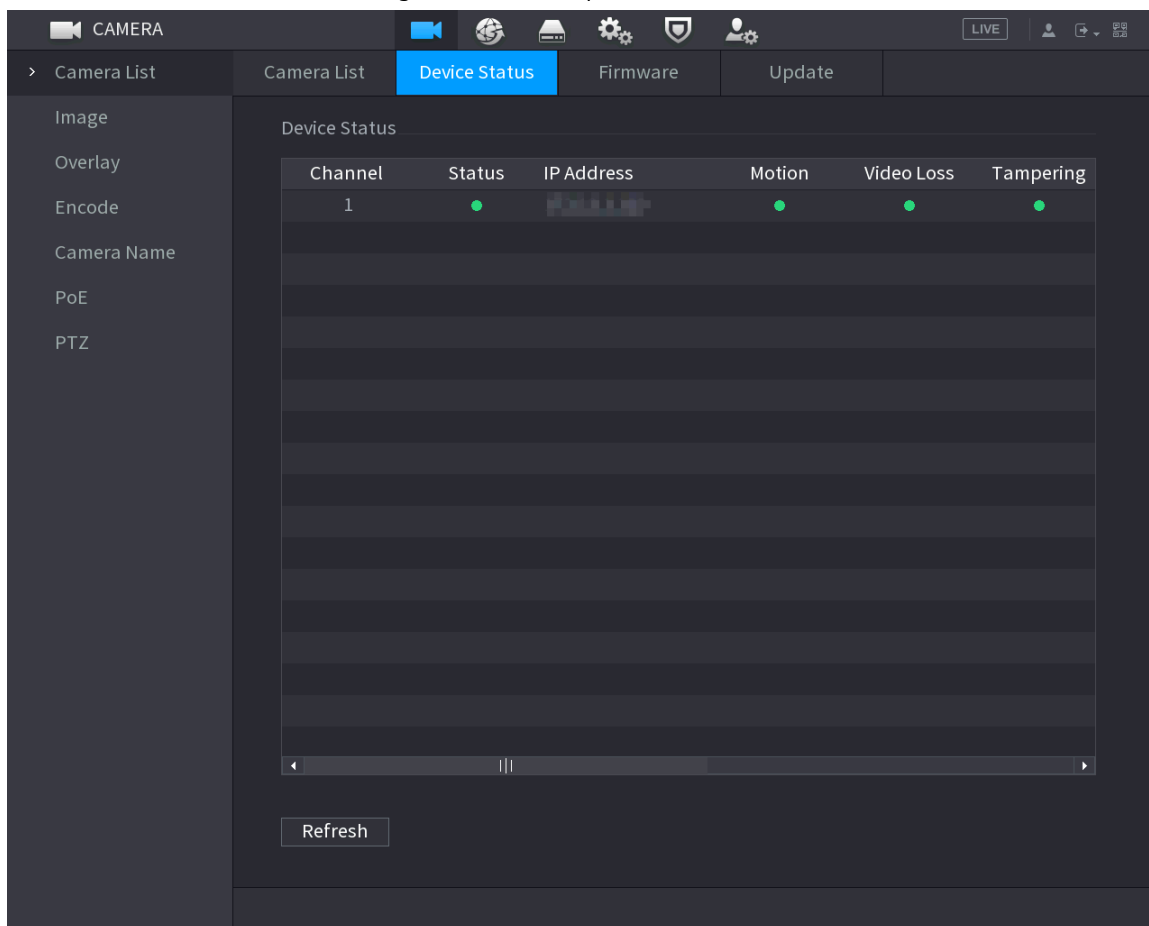 CAMERA LIVE
Camera List Camera List Device Status Firmware Update
Image
Device Status
Overlay
Channel Status IP Address Motion Video Loss Tampering
Encode 1
Camera Name
PoE
PTZ
Refresh